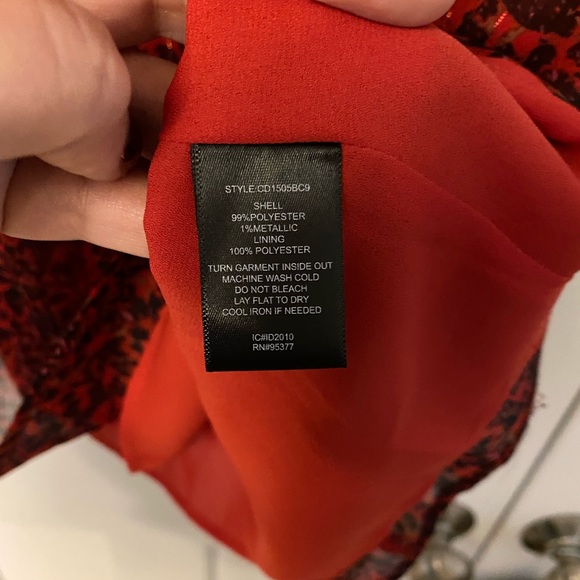 STYLE:CD1505BC9
SHELL
99%POLYESTER
1%METALLIC
LINING
100% POLYESTER
TURN GARMENT INSIDE OUT
MACHINE WASH COLD
DO NOT BLEACH
LAY FLAT TO DRY
COOL IRON IF NEEDED
IC#ID2010
RN#95377